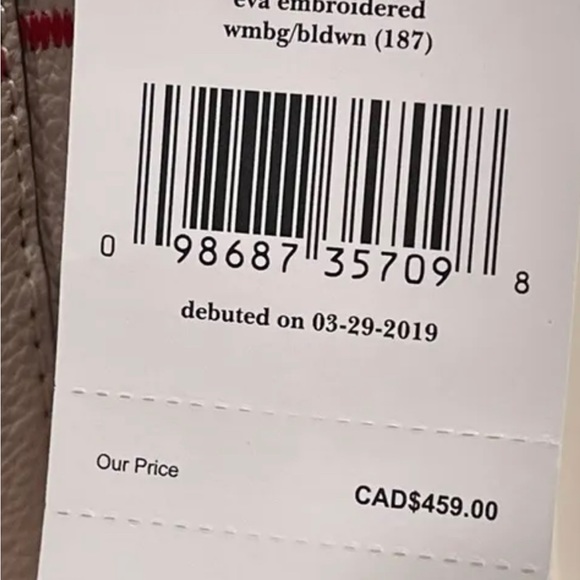 eva embroidered
wmbg/bldwn (187)
0 98687 35709 8
debuted on 03-29-2019
Our Price
CAD$459.00